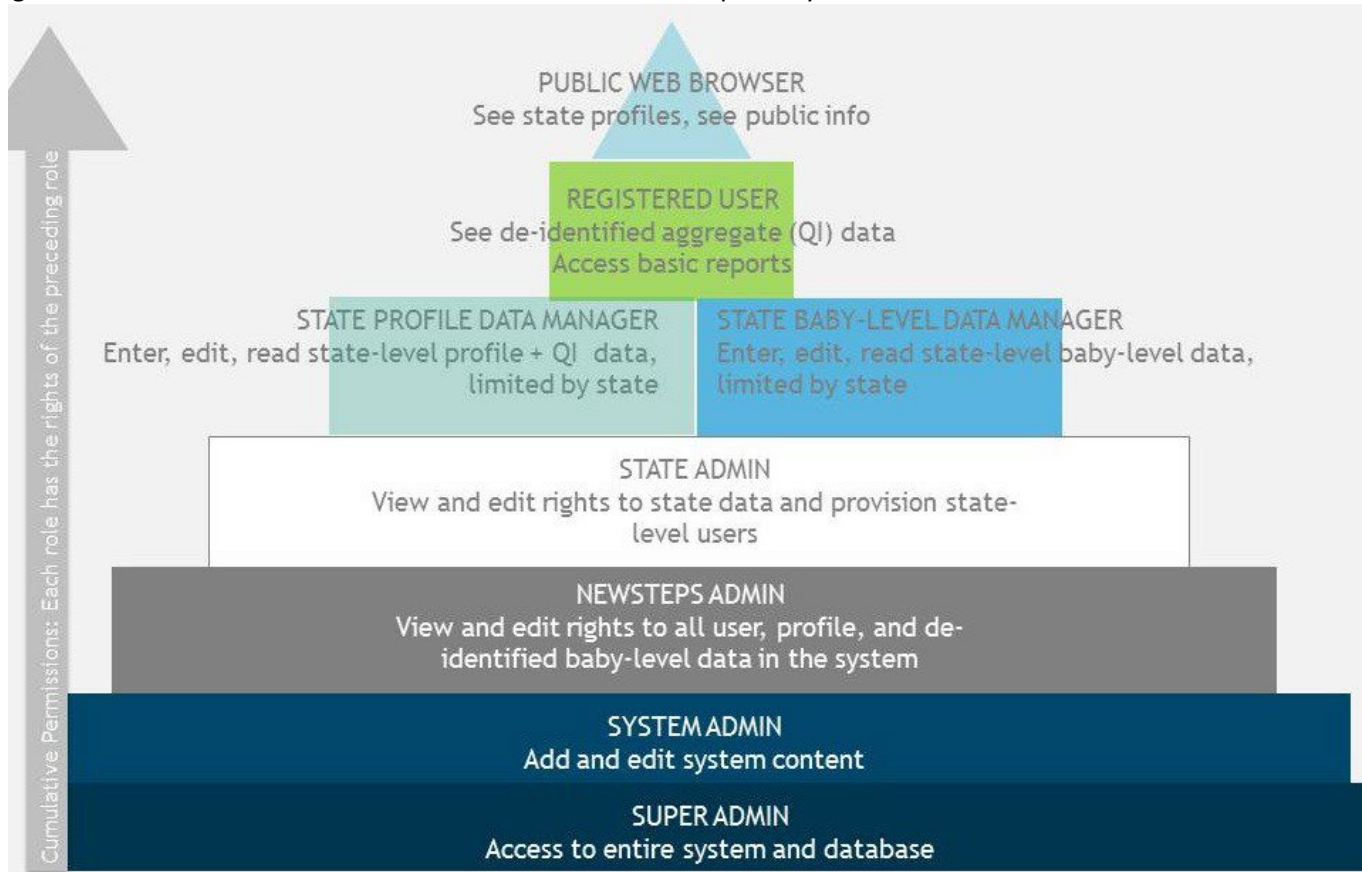 PUBLIC WEB BROWSER
See state profiles, see public info
REGISTERED USER
See de-identified aggregate (QI) data
Access basic reports
STATE PROFILE DATA MANAGER
Enter, edit, read state-level profile + QI data,
limited by state
STATE BABY-LEVEL DATA MANAGER
Enter, edit, read state-level baby-level data,
limited by state
STATE ADMIN
View and edit rights to state data and provision state-
level users
NEWSTEPS ADMIN
View and edit rights to all user, profile, and de-
identified baby-level data in the system
SYSTEM ADMIN
Add and edit system content
SUPER ADMIN
Access to entire system and database
Cumulative Permissions: Each role has the rights of the preceding role